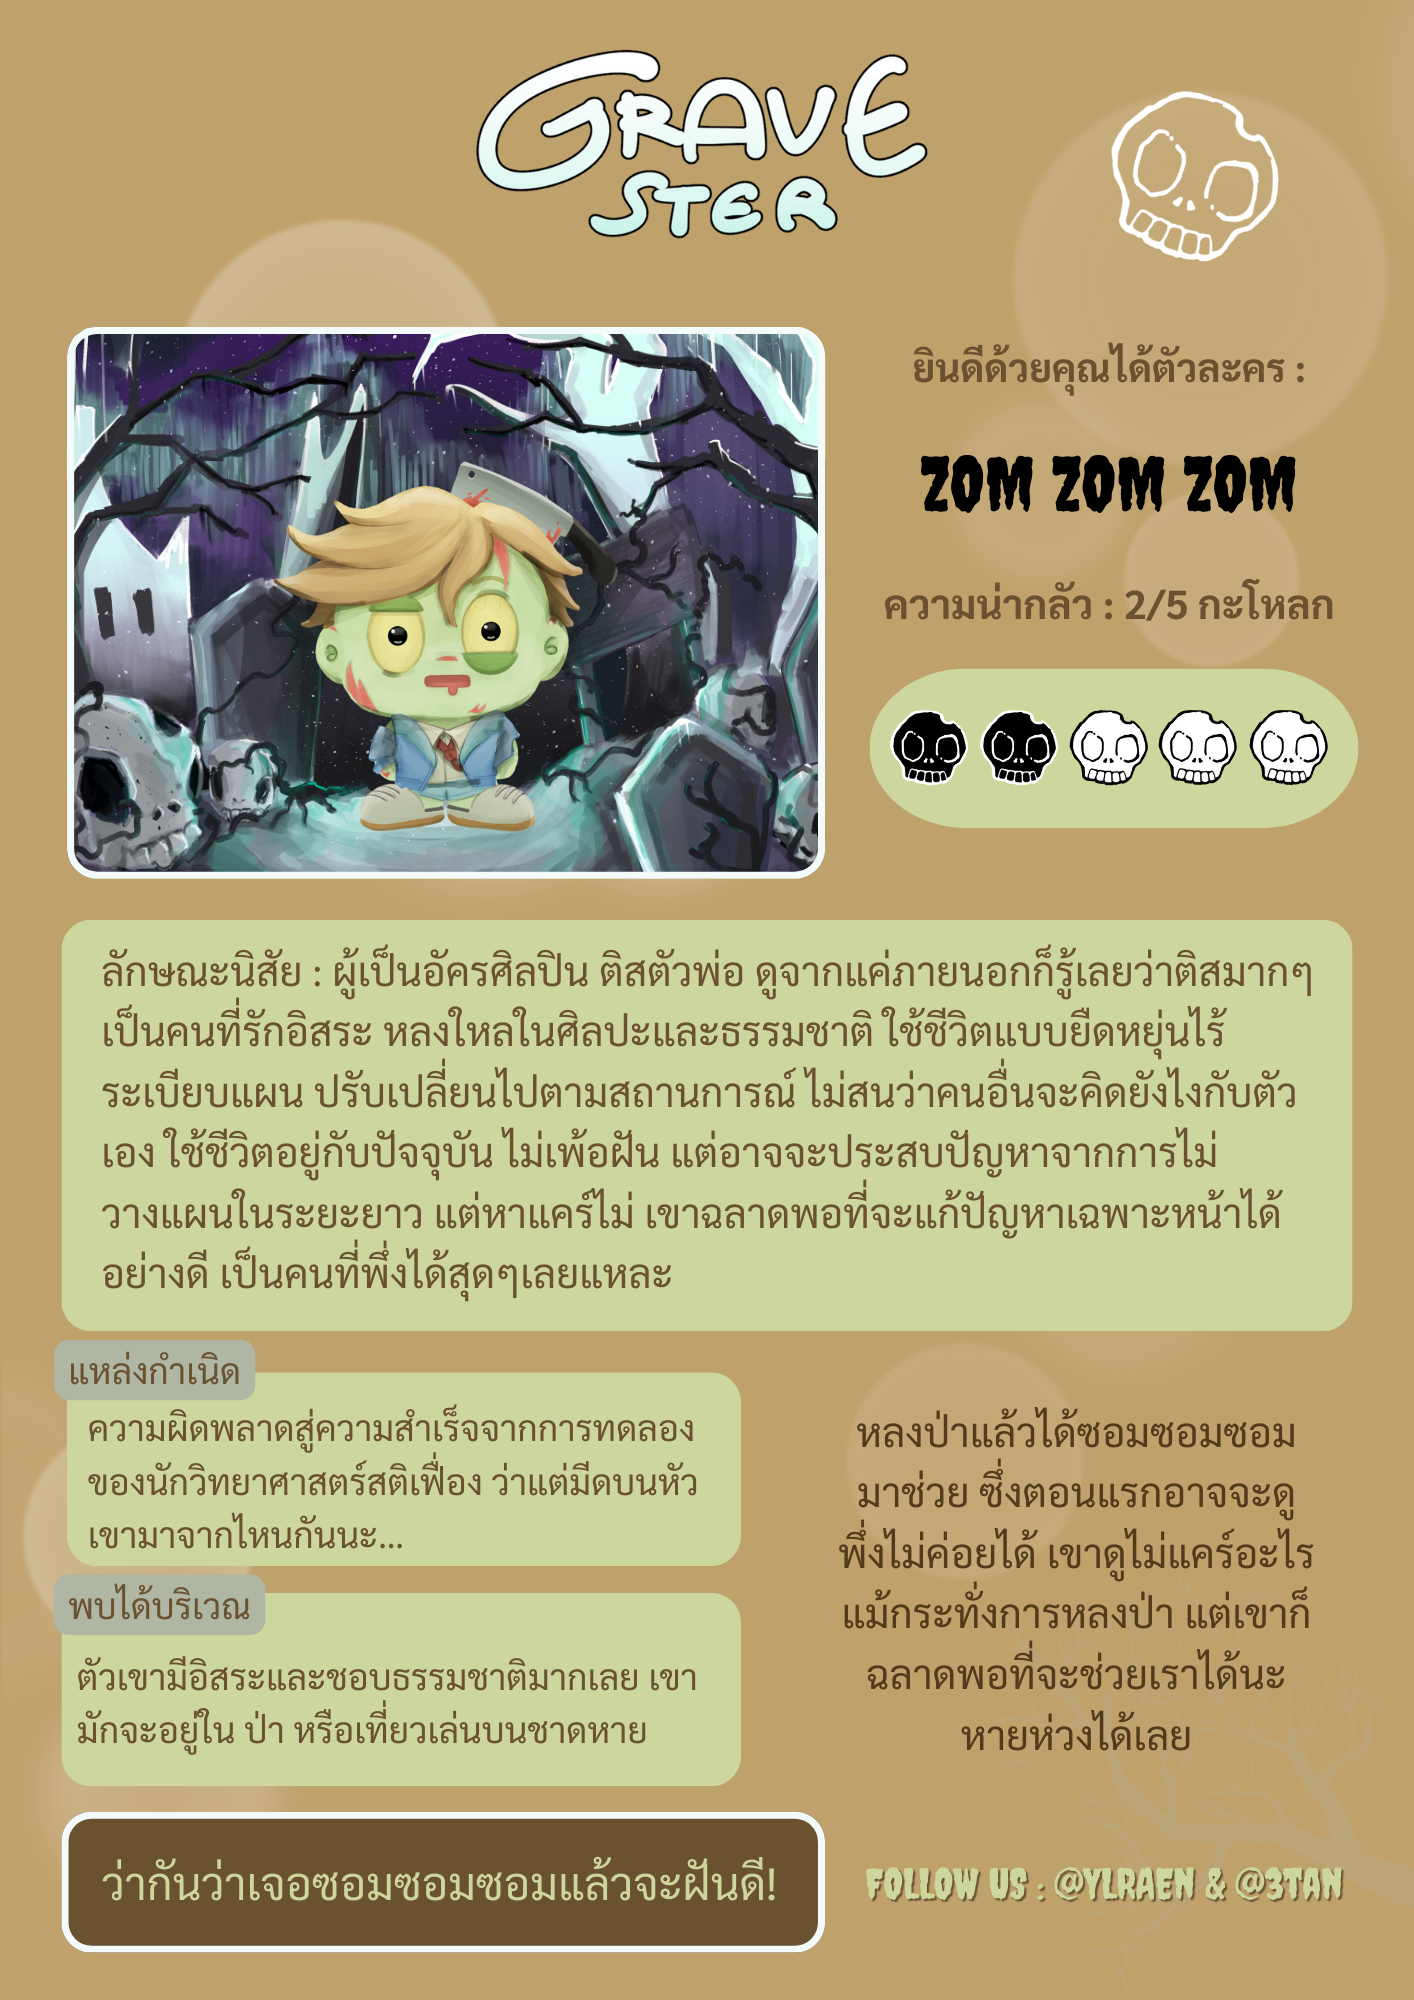 GRAVE
STER
ยินดีด้วยคุณได้ตัวละคร :
ZOM ZOM ZOM
ความน่ากลัว : 2/5 กะโหลก
ลักษณะนิสัย : ผู้เป็นอัครศิลปิน ติสตัวพ่อ ดูจากแค่ภายนอกก็รู้เลยว่าติสมากๆ
เป็นคนที่รักอิสระ หลงใหลในศิลปะและธรรมชาติ ใช้ชีวิตแบบยืดหยุ่นไร้
ระเบียบแผน ปรับเปลี่ยนไปตามสถานการณ์ ไม่สนว่าคนอื่นจะคิดยังไงกับตัว
เอง ใช้ชีวิตอยู่กับปัจจุบัน ไม่เพ้อฝัน แต่อาจจะประสบปัญหาจากการไม่
วางแผนในระยะยาว แต่หาแคร์ไม่ เขาฉลาดพอที่จะแก้ปัญหาเฉพาะหน้าได้
อย่างดี เป็นคนที่พึ่งได้สุดๆเลยแหละ
แหล่งกำเนิด
ความผิดพลาดสู่ความสำเร็จจากการทดลอง
ของนักวิทยาศาสตร์สติเฟื่อง ว่าแต่มีดบนหัว
เขามาจากไหนกันนะ...
พบได้บริเวณ
ตัวเขามีอิสระและชอบธรรมชาติมากเลย เขา
มักจะอยู่ใน ป่า หรือเที่ยวเล่นบนชาดหาย
หลงป่าแล้วได้ซอมซอมซอม
มาช่วย ซึ่งตอนแรกอาจจะดู
พึ่งไม่ค่อยได้ เขาดูไม่แคร์อะไร
แม้กระทั่งการหลงป่า แต่เขาก็
ฉลาดพอที่จะช่วยเราได้นะ
หายห่วงได้เลย
ว่ากันว่าเจอซอมซอมซอมแล้วจะฝันดี!
FOLLOW US : @YLRAEN & @3TAN